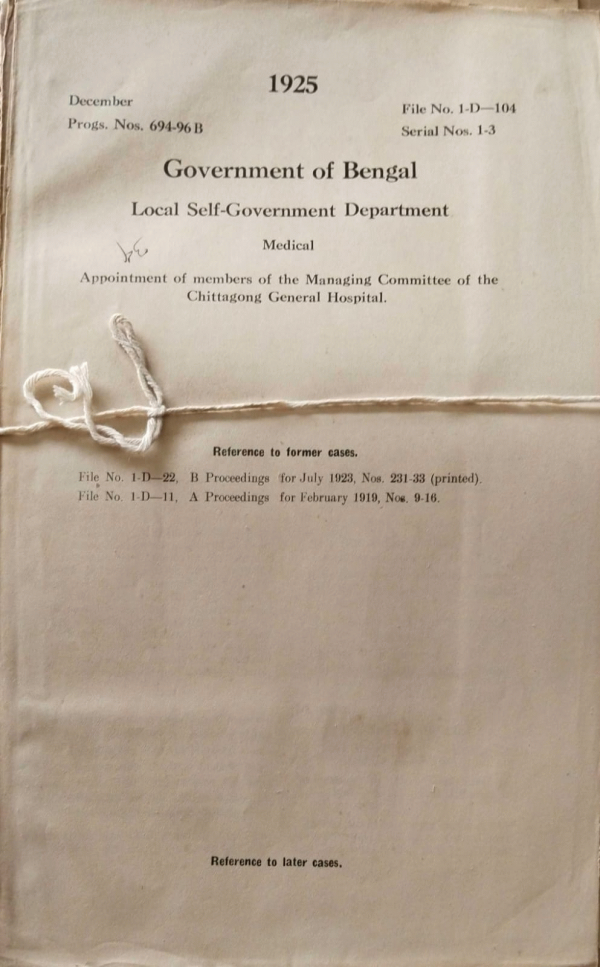 1925
December
File No. 1-D—104
Progs. Nos. 694-96 B
Serial Nos. 1-3
Government of Bengal
Local Self-Government Department
Medical
Appointment of members of the Managing Committee of the
Chittagong General Hospital.
Reference to former cases.
File No. 1-D—22, B Proceedings for July 1923, Nos. 231-33 (printed).
File No. 1-D—11, A Proceedings for February 1919, Nos. 9-16.
Reference to later cases.